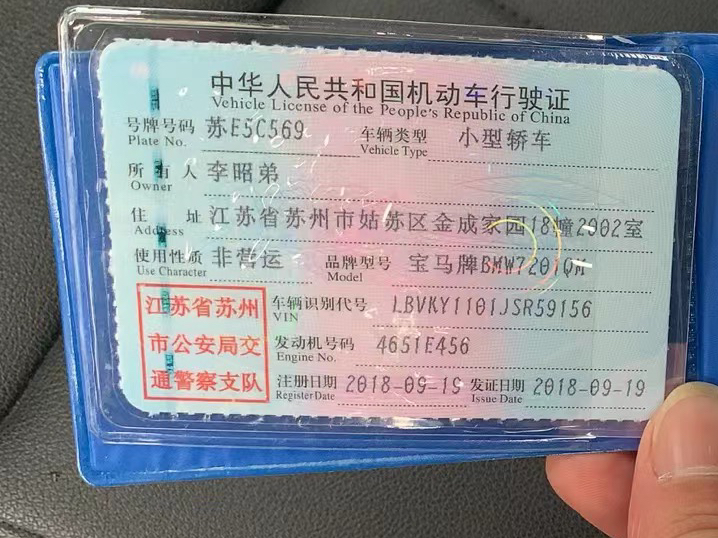 中华人民共和国机动车行驶证
Vehicle License of the People's Republic of China
号牌号码 苏E5C569 车辆类型 小型轿车
Plate No. Vehicle Type
所有人 李昭弟
Owner
住址 江苏省苏州市姑苏区金成家园18幢2002室
Address
使用性质 非营运 品牌型号 宝马牌BMW7201QM
Use Character Model
江苏省苏州 车辆识别代号 LBVKY1101JSR59156
VIN
市公安局交 发动机号码 4651E456
Engine No.
通警察支队 注册日期 2018-09-19 发证日期 2018-09-19
Register Date Issue Date